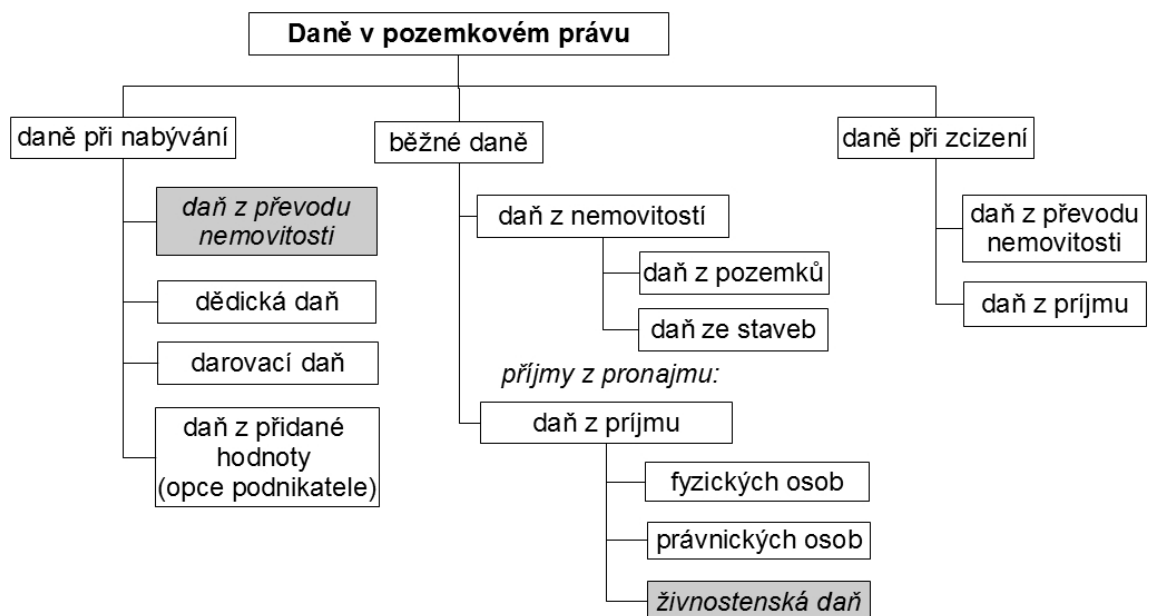 Daně v pozemkovém právu
daně při nabývání
daň z převodu
nemovitosti
dědická daň
darovací daň
daň z přidané
hodnoty
(opce podnikatele)
běžné daně
daň z nemovitostí
daň z pozemků
daň ze staveb
příjmy z pronajmu:
daň z príjmu
fyzických osob
právnických osob
živnostenská daň
daně při zcizení
daň z převodu
nemovitosti
daň z príjmu